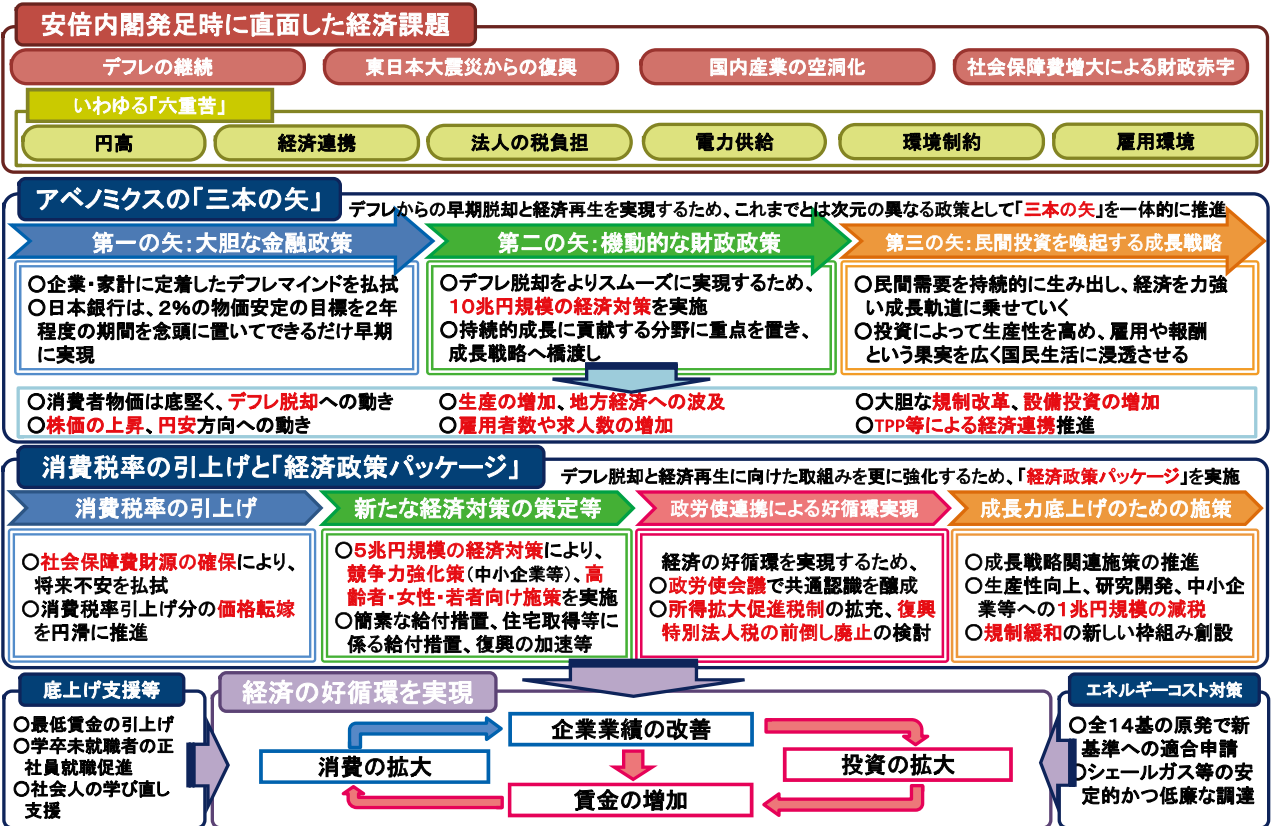 安倍内閣発足時に直面した経済課題
デフレの継続
東日本大震災からの復興
国内産業の空洞化
社会保障費増大による財政赤字
いわゆる「六重苦」
円高
経済連携
法人の税負担
電力供給
環境制約
雇用環境
アベノミクスの「三本の矢」
デフレからの早期脱却と経済再生を実現するため、これまでとは次元の異なる政策として「三本の矢」を一体的に推進
第一の矢:大胆な金融政策
○企業・家計に定着したデフレマインドを払拭
○日本銀行は、2%の物価安定の目標を2年
程度の期間を念頭に置いてできるだけ早期
に実現
第二の矢:機動的な財政政策
○デフレ脱却をよりスムーズに実現するため、
10兆円規模の経済対策を実施
○持続的成長に貢献する分野に重点を置き、
成長戦略へ橋渡し
第三の矢:民間投資を喚起する成長戦略
○民間需要を持続的に生み出し、経済を力強
い成長軌道に乗せていく
○投資によって生産性を高め、雇用や報酬
という果実を広く国民生活に浸透させる
○消費者物価は底堅く、デフレ脱却への動き
○株価の上昇、円安方向への動き
○生産の増加、地方経済への波及
○雇用者数や求人数の増加
○大胆な規制改革、設備投資の増加
○TPP等による経済連携推進
消費税率の引上げと「経済政策パッケージ」
デフレ脱却と経済再生に向けた取組みを更に強化するため、「経済政策パッケージ」を実施
消費税率の引上げ
○社会保障費財源の確保により、
将来不安を払拭
○消費税率引上げ分の価格転嫁
を円滑に推進
新たな経済対策の策定等
○5兆円規模の経済対策により、
競争力強化策(中小企業等)、高
齢者・女性・若者向け施策を実施
○簡素な給付措置、住宅取得等に
係る給付措置、復興の加速等
政労使連携による好循環実現
経済の好循環を実現するため、
○政労使会議で共通認識を醸成
○所得拡大促進税制の拡充、復興
特別法人税の前倒し廃止の検討
成長力底上げのための施策
○成長戦略関連施策の推進
○生産性向上、研究開発、中小企
業等への1兆円規模の減税
○規制緩和の新しい枠組み創設
底上げ支援等
○最低賃金の引上げ
○学卒未就職者の正
社員就職促進
○社会人の学び直し
支援
経済の好循環を実現
企業業績の改善
消費の拡大
投資の拡大
賃金の増加
エネルギーコスト対策
○全14基の原発で新
基準への適合申請
○シェールガス等の安
定的かつ低廉な調達